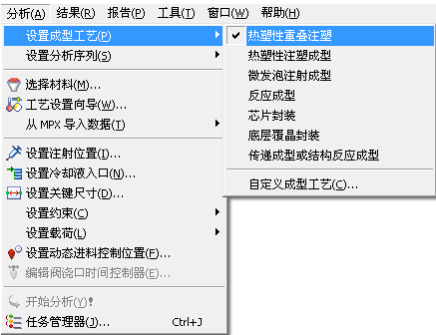 分析(A) 结果(R) 报告(P) 工具(T) 窗口(W) 帮助(H)
设置成型工艺(P)
设置分析序列(S)
选择材料(M)...
工艺设置向导(W)...
从 MPX 导入数据(T)
设置注射位置(I)...
设置冷却液入口(N)...
设置关键尺寸(D)...
设置约束(C)
设置载荷(L)
设置动态进料控制位置(F)...
编辑阀浇口时间控制器(E)...
开始分析(Y)!
任务管理器(J)... Ctrl+J
热塑性重叠注塑
热塑性注塑成型
微发泡注射成型
反应成型
芯片封装
底层覆晶封装
传递成型或结构反应成型
自定义成型工艺(C)...